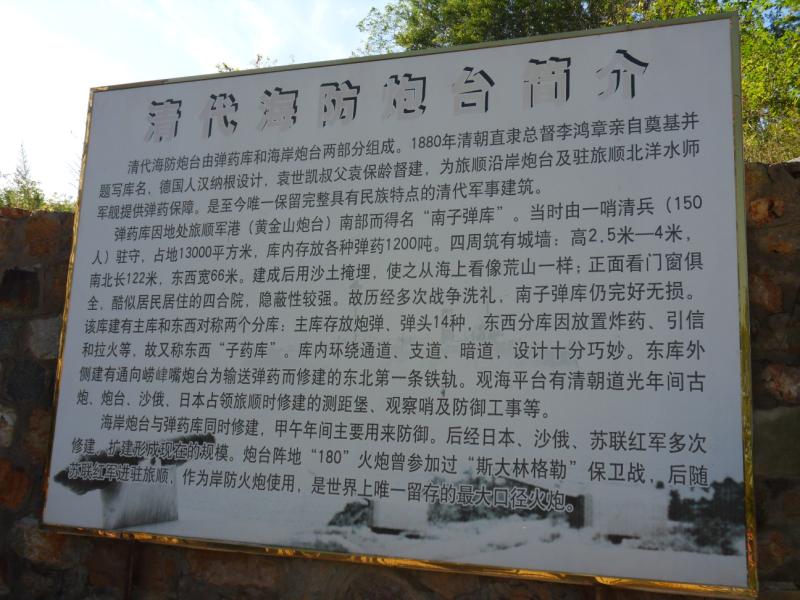 清代海防炮台简介
清代海防炮台由弹药库和海岸炮台两部分组成。1880年清朝直隶总督李鸿章亲自奠基并
题写库名，德国人汉纳根设计，袁世凯叔父袁保龄督建，为旅顺沿岸炮台及驻旅顺北洋水师
军舰提供弹药保障。是至今唯一保留完整具有民族特点的清代军事建筑。
弹药库因地处旅顺军港（黄金山炮台）南部而得名“南子弹库”。当时由一哨清兵（150
人）驻守，占地13000平方米，库内存放各种弹药1200吨。四周筑有城墙：高2.5米—4米，
南北长122米，东西宽66米。建成后用沙土掩埋，使之从海上看像荒山一样；正面看门窗俱
全，酷似居民居住的四合院，隐蔽性较强。故历经多次战争洗礼，南子弹库仍完好无损。
该库建有主库和东西对称两个分库：主库存放炮弹、弹头14种，东西分库因放置炸药、引信
和拉火等，故又称东西“子药库”。库内环绕通道、支道、暗道，设计十分巧妙。东库外
侧建有通向崂嵂嘴炮台为输送弹药而修建的东北第一条铁轨。观海平台有清朝道光年间古
炮、炮台、沙俄、日本占领旅顺时修建的测距堡、观察哨及防御工事等。
海岸炮台与弹药库同时修建，甲午年间主要用来防御。后经日本、沙俄、苏联红军多次
修建、扩建形成现在的规模。炮台阵地“180”火炮曾参加过“斯大林格勒”保卫战，后随
苏联红军进驻旅顺，作为岸防火炮使用，是世界上唯一留存的最大口径火炮。